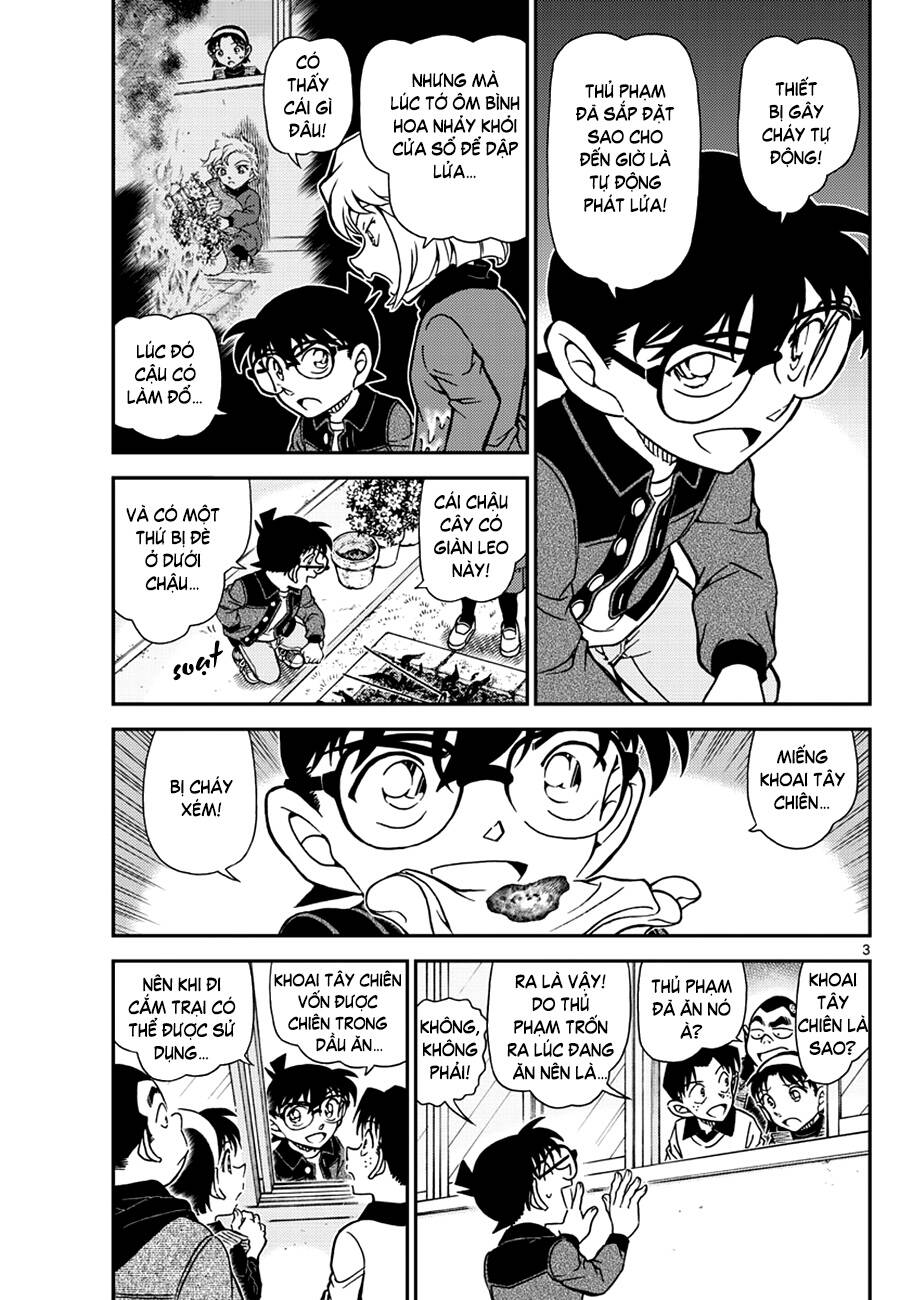 THIẾT
BỊ GÂY
CHÁY TỰ
ĐỘNG!
THỦ PHẠM
ĐÃ SẮP ĐẶT
SAO CHO
ĐẾN GIỜ LÀ
TỰ ĐỘNG
PHÁT LỬA!
NHƯNG MÀ
LÚC TỚ ÔM BÌNH
HOA NHẢY KHỎI
CỬA SỔ ĐỂ DẬP
LỬA...
CÓ
THẤY
CÁI GÌ
ĐÂU!
LÚC ĐÓ
CẬU CÓ
LÀM ĐỔ...
CÁI CHẬU
CÂY CÓ
GIÀN LEO
NÀY!
VÀ CÓ MỘT
THỨ BỊ ĐÈ
Ở DƯỚI
CHẬU...
soạt
MIẾNG
KHOAI TÂY
CHIÊN...
BỊ CHÁY
XÉM!
3
KHOAI
TÂY
CHIÊN LÀ
SAO?
THỦ PHẠM
ĐÃ ĂN NÓ
À?
RA LÀ VẬY!
DO THỦ
PHẠM TRỐN
RA LÚC ĐANG
ĂN NÊN LÀ...
KHÔNG,
KHÔNG
PHẢI!
KHOAI TÂY CHIÊN
VỐN ĐƯỢC
CHIÊN TRONG
DẦU ĂN...
NÊN KHI ĐI
CẮM TRẠI CÓ
THỂ ĐƯỢC SỬ
DỤNG...